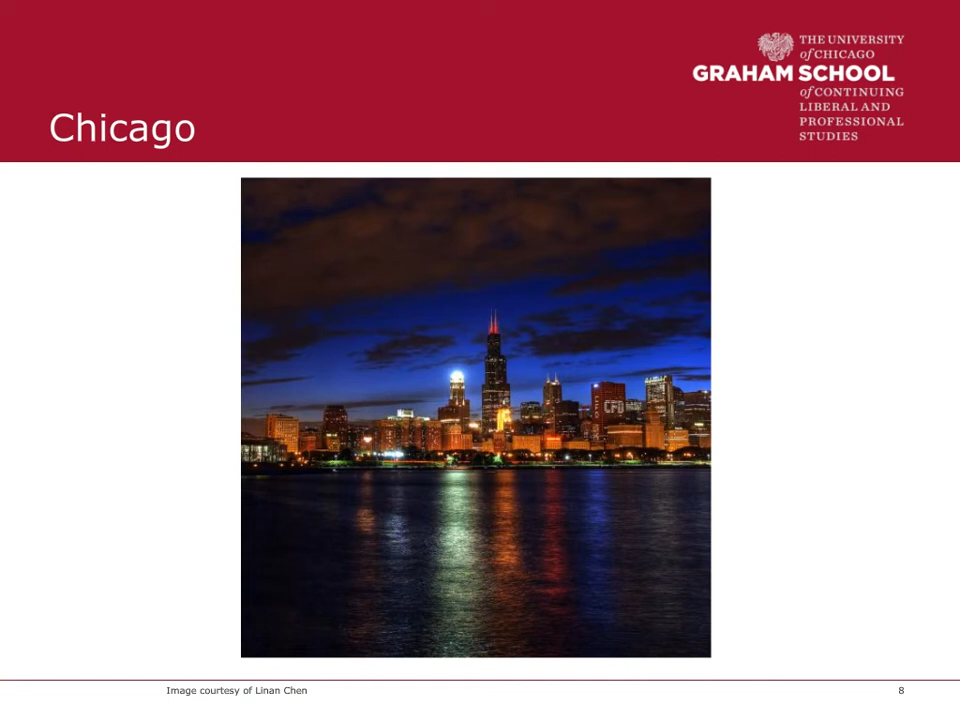 Chicago
THE UNIVERSITY
of CHICAGO
GRAHAM SCHOOL
of CONTINUING
LIBERAL AND
PROFESSIONAL
STUDIES
CFD
Image courtesy of Linan Chen
8